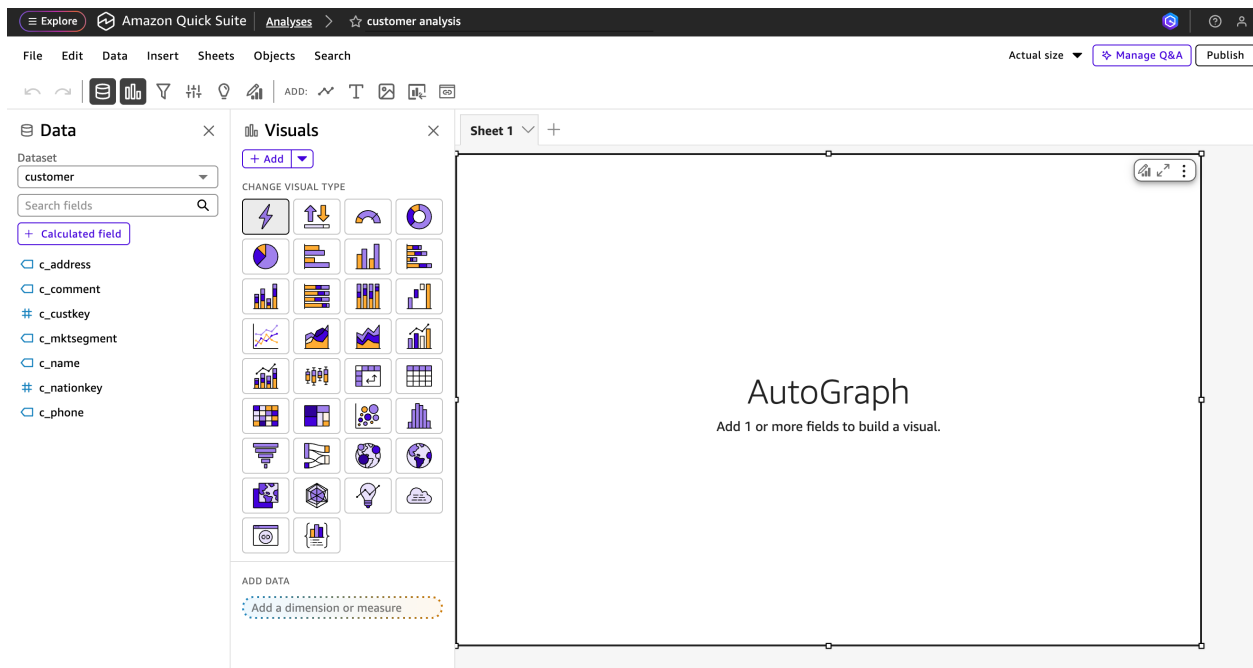 Explore
Amazon Quick Suite
Analyses
customer analysis
File Edit Data Insert Sheets Objects Search
Actual size
Manage Q&A
Publish
ADD:
Data
Dataset
customer
Search fields
+ Calculated field
c_address
c_comment
c_custkey
c_mktsegment
c_name
c_nationkey
c_phone
Visuals
+ Add
CHANGE VISUAL TYPE
ADD DATA
Add a dimension or measure
Sheet 1
AutoGraph
Add 1 or more fields to build a visual.